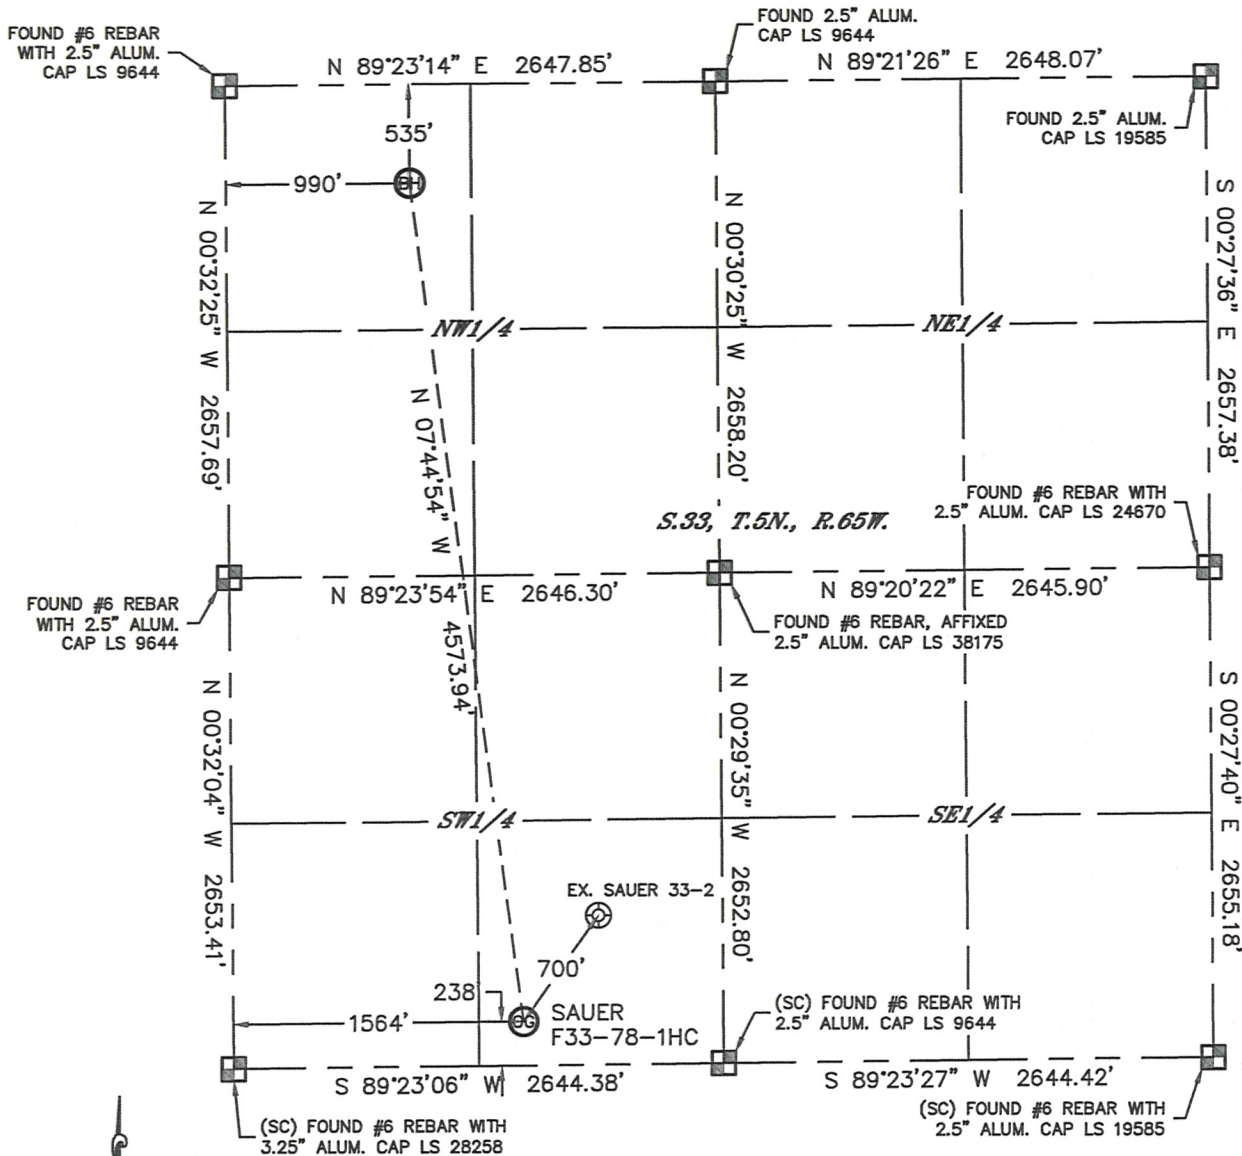 FOUND #6 REBAR
WITH 2.5" ALUM.
CAP LS 9644
FOUND 2.5" ALUM.
CAP LS 9644
N 89°23'14" E 2647.85'
N 89°21'26" E 2648.07'
FOUND 2.5" ALUM.
CAP LS 19585
535'
990'
BH
N 00°32'25" W 2657.69'
N 00°30'25" W 2658.20'
S 00°27'36" E 2657.38'
NW1/4
NE1/4
N 07°44'54" W 4573.94'
S.33, T.5N., R.65W.
FOUND #6 REBAR WITH
2.5" ALUM. CAP LS 24670
N 89°23'54" E 2646.30'
N 89°20'22" E 2645.90'
FOUND #6 REBAR
WITH 2.5" ALUM.
CAP LS 9644
FOUND #6 REBAR, AFFIXED
2.5" ALUM. CAP LS 38175
N 00°32'04" W 2653.41'
N 00°29'35" W 2652.80'
S 00°27'40" E 2655.18'
SW1/4
SE1/4
EX. SAUER 33-2
700'
238
1564'
OG
SAUER
F33-78-1HC
(SC) FOUND #6 REBAR WITH
2.5" ALUM. CAP LS 9644
S 89°23'06" W 2644.38'
S 89°23'27" W 2644.42'
(SC) FOUND #6 REBAR WITH
3.25" ALUM. CAP LS 28258
(SC) FOUND #6 REBAR WITH
2.5" ALUM. CAP LS 19585